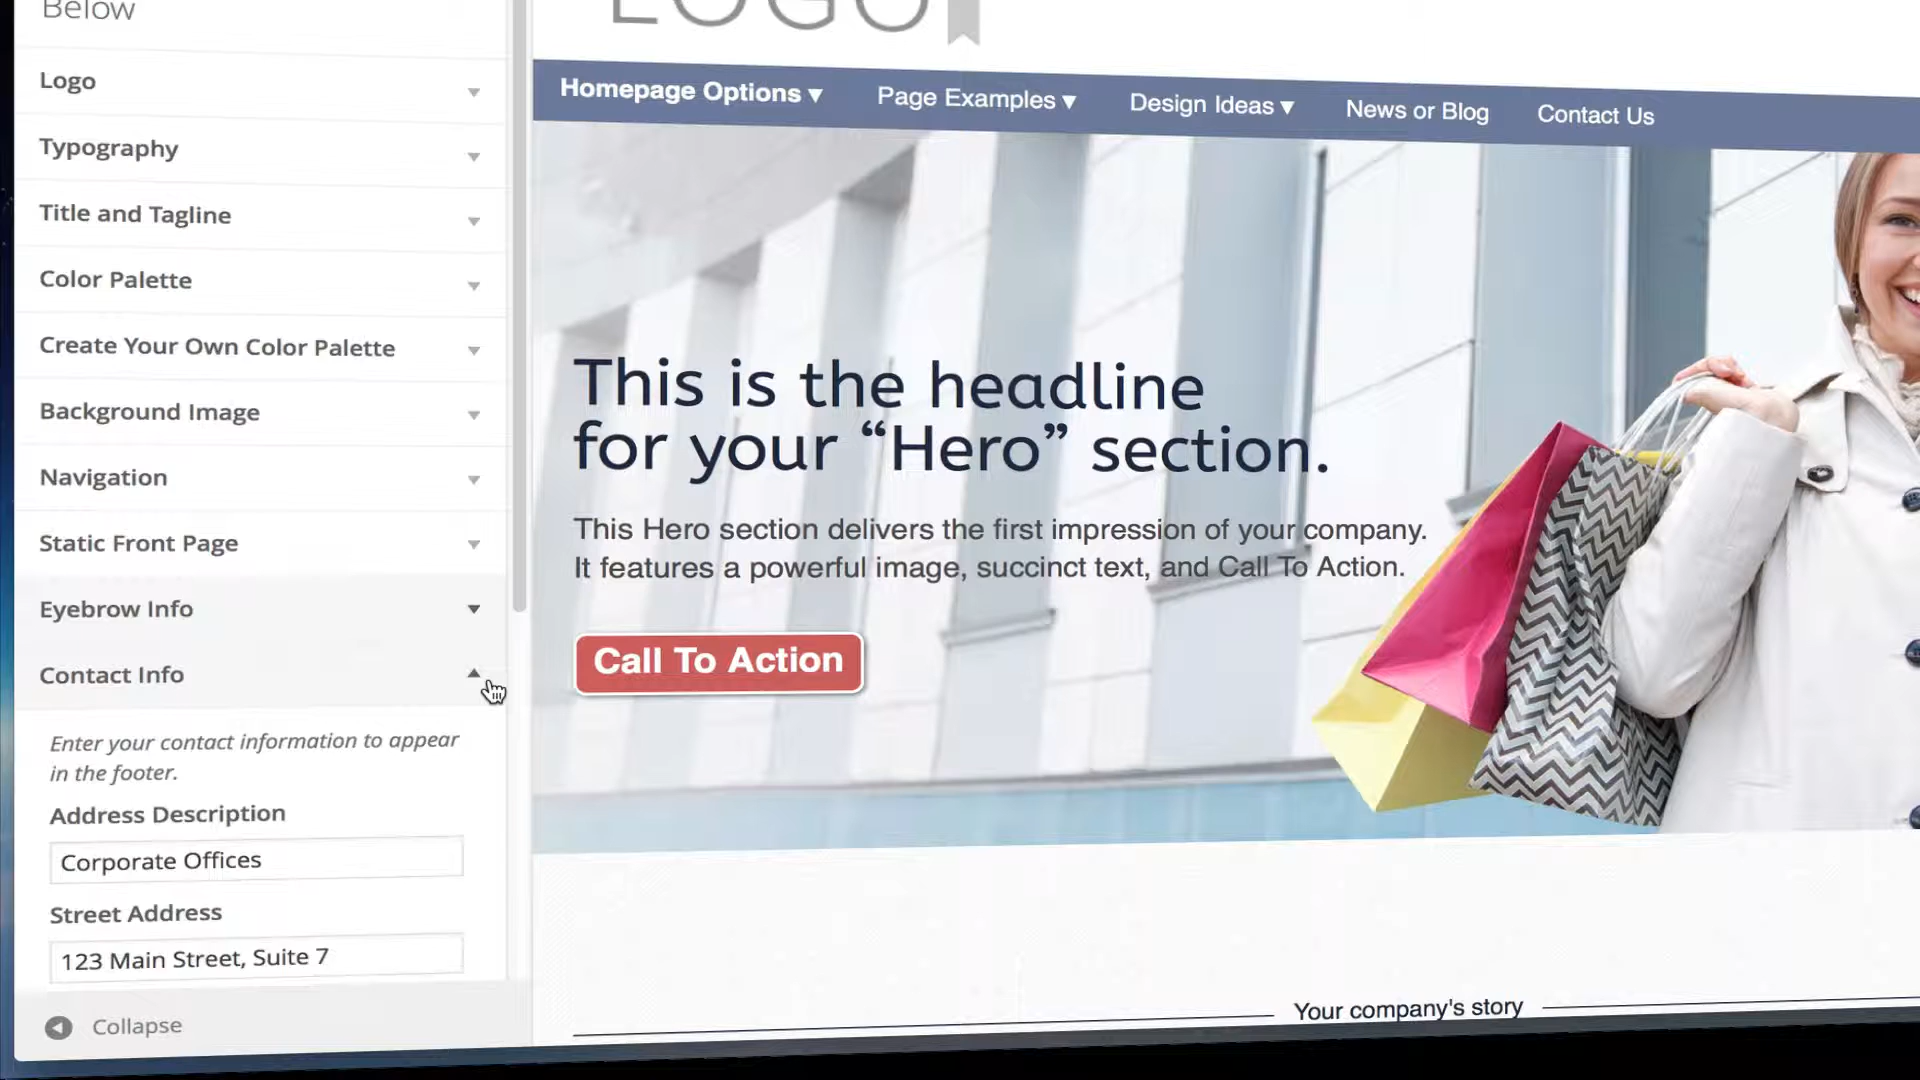 Below
Logo
Typography
Title and Tagline
Color Palette
Create Your Own Color Palette
Background Image
Navigation
Static Front Page
Eyebrow Info
Contact Info
Enter your contact information to appear
in the footer.
Address Description
Corporate Offices
Street Address
123 Main Street, Suite 7
Collapse
LOGO
Homepage Options ▼ Page Examples ▼ Design Ideas ▼ News or Blog Contact Us
This is the headline
for your “Hero” section.
This Hero section delivers the first impression of your company.
It features a powerful image, succinct text, and Call To Action.
Call To Action
Your company's story